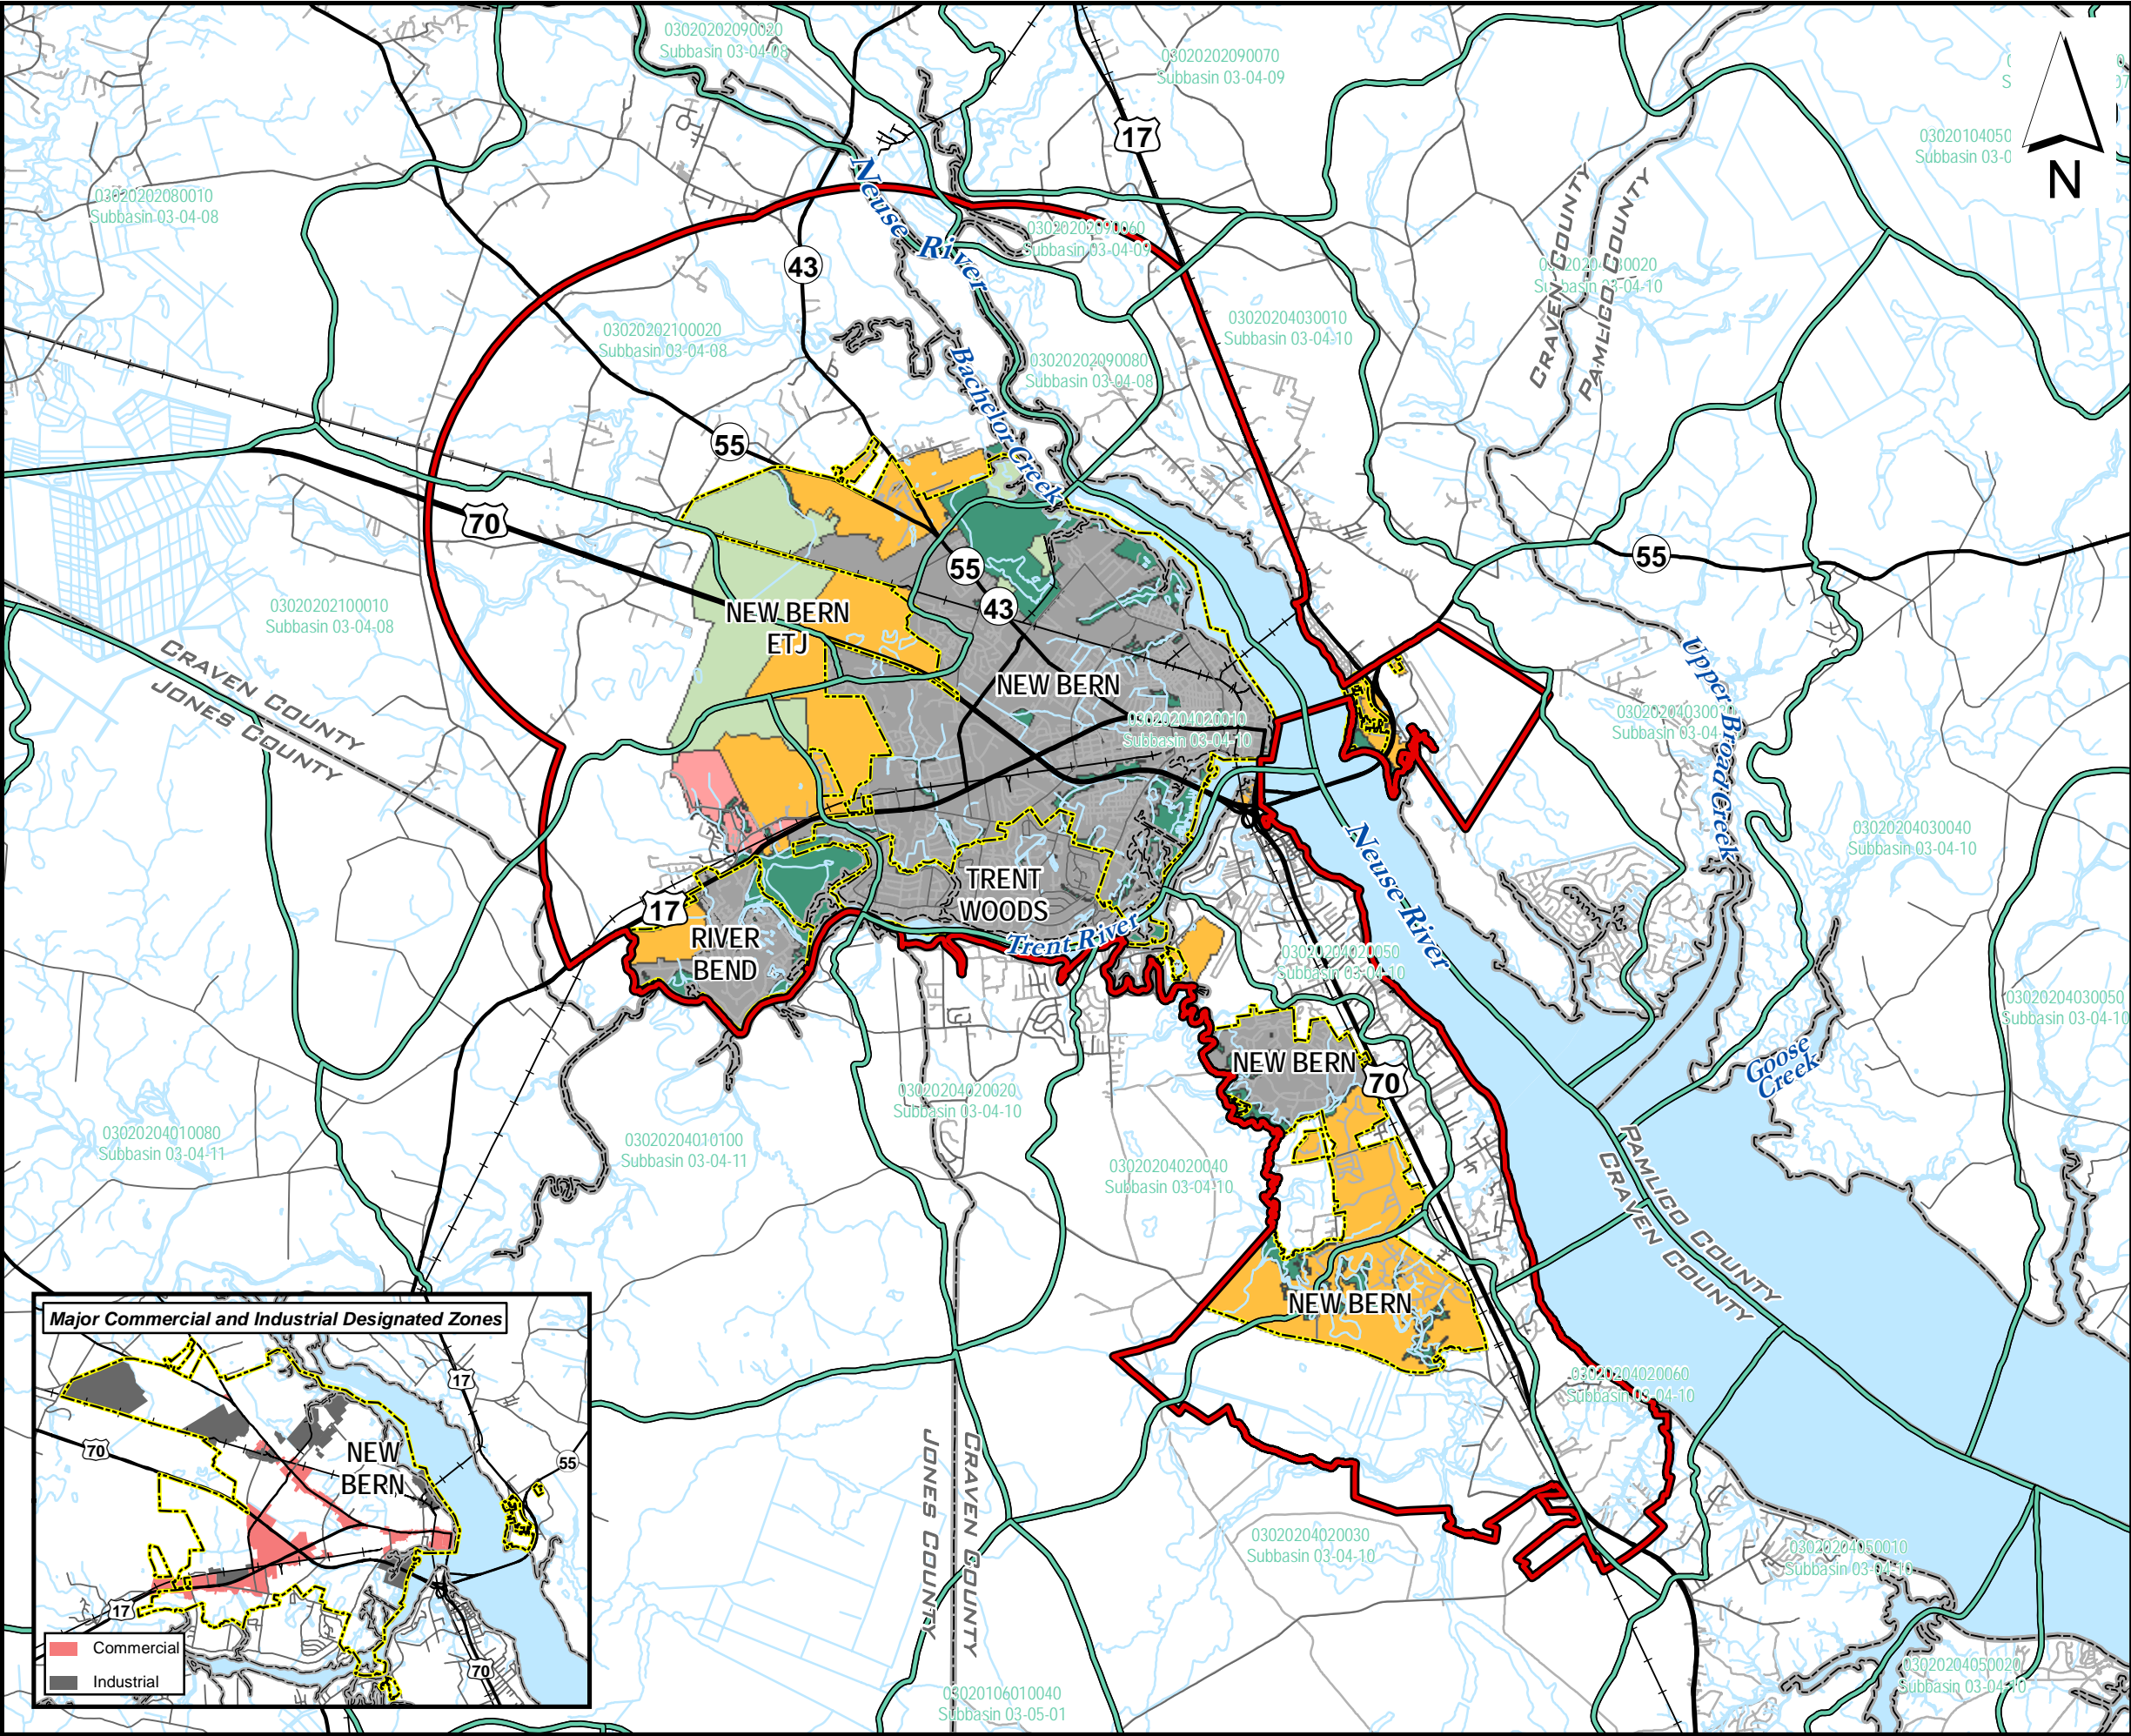 03020202090020
Subbasin 03-04-08
03020202090070
Subbasin 03-04-09
17
03020104050
Subbasin 03-0
N
03020202080010
Subbasin 03-04-08
Neuse River
03020202090060
Subbasin 03-04-09
43
CRAVEN COUNTY
PAMLICO COUNTY
Subbasin 03-04-10
03020202100020
Subbasin 03-04-08
03020204030010
Subbasin 03-04-10
Bachelor Creek
03020202090080
Subbasin 03-04-08
55
70
55
55
43
NEW BERN
ETJ
03020202100010
Subbasin 03-04-08
CRAVEN COUNTY
JONES COUNTY
NEW BERN
03020204020010
Subbasin 03-04-10
Upper Broad Creek
Neuse River
03020204030040
Subbasin 03-04-10
TRENT
WOODS
17
RIVER
BEND
Trent River
03020204020050
Subbasin 03-04-10
03020204030050
Subbasin 03-04-10
NEW BERN
70
Goose
Creek
03020204020020
Subbasin 03-04-10
03020204010080
Subbasin 03-04-11
03020204010100
Subbasin 03-04-11
03020204020040
Subbasin 03-04-10
PAMLICO COUNTY
CRAVEN COUNTY
NEW BERN
03020204020060
Subbasin 03-04-10
JONES COUNTY
CRAVEN COUNTY
03020204020030
Subbasin 03-04-10
03020204050010
Subbasin 03-04-10
03020204050020
Subbasin 03-04-10
03020106010040
Subbasin 03-05-01
Major Commercial and Industrial Designated Zones
17
70
NEW
BERN
55
17
70
Commercial
Industrial